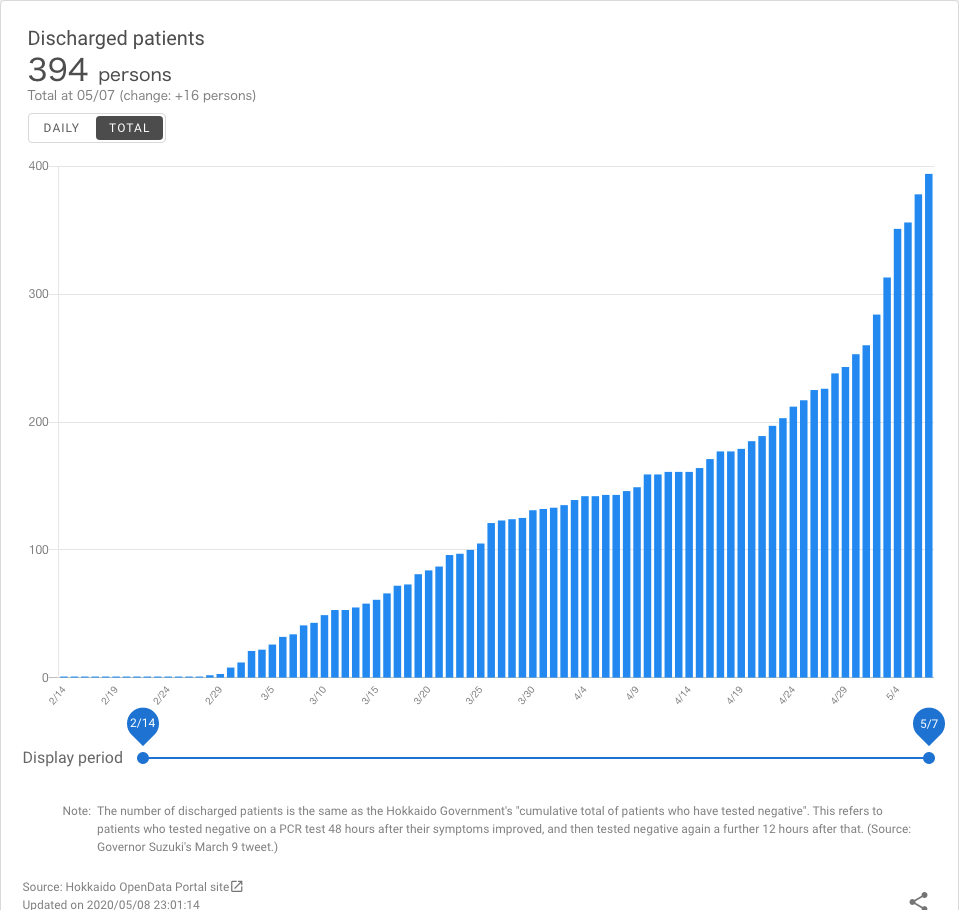 Discharged patients
394 persons
Total at 05/07 (change: +16 persons)
DAILY TOTAL
400
300
200
100
0
2/14 2/19 2/24 2/29 3/5 3/10 3/15 3/20 3/25 3/30 4/4 4/9 4/14 4/19 4/24 4/29 5/4
2/14 5/7
Display period
Note: The number of discharged patients is the same as the Hokkaido Government's "cumulative total of patients who have tested negative". This refers to
patients who tested negative on a PCR test 48 hours after their symptoms improved, and then tested negative again a further 12 hours after that. (Source:
Governor Suzuki's March 9 tweet.)
Source: Hokkaido OpenData Portal site
Updated on 2020/05/08 23:01:14